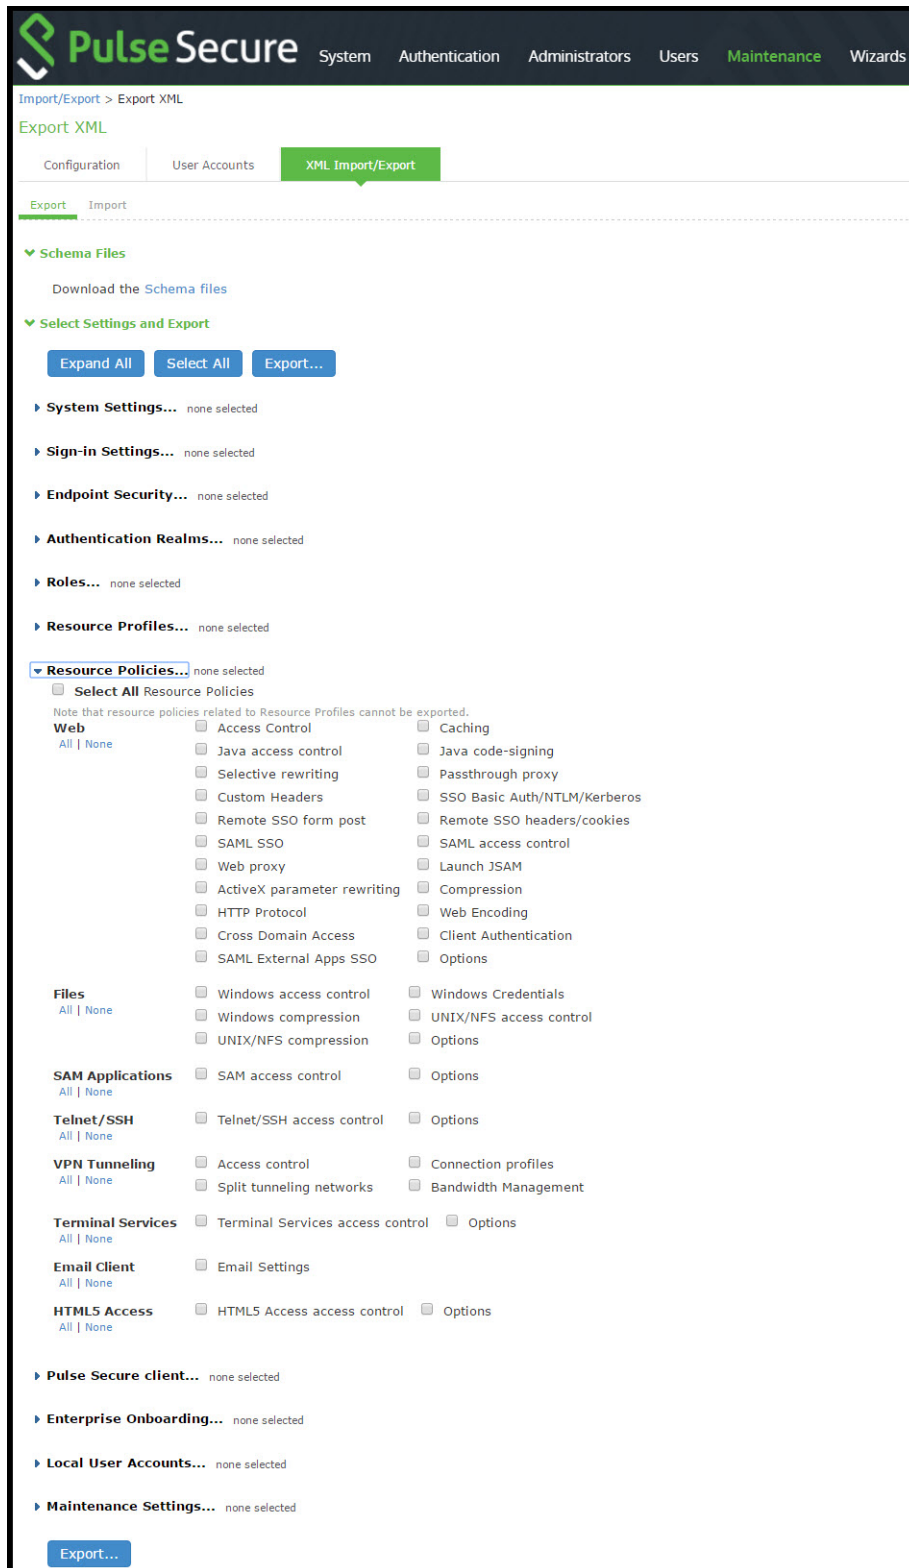 Pulse Secure System Authentication Administrators Users Maintenance Wizards
Import/Export > Export XML
Export XML
Configuration User Accounts XML Import/Export
Export Import
Schema Files
Download the Schema files
Select Settings and Export
Expand All Select All Export...
System Settings... none selected
Sign-in Settings... none selected
Endpoint Security... none selected
Authentication Realms... none selected
Roles... none selected
Resource Profiles... none selected
Resource Policies... none selected
Select All Resource Policies
Note that resource policies related to Resource Profiles cannot be exported.
Web Access Control Caching
All | None
Java access control Java code-signing
Selective rewriting Passthrough proxy
Custom Headers SSO Basic Auth/NTLM/Kerberos
Remote SSO form post Remote SSO headers/cookies
SAML SSO SAML access control
Web proxy Launch JSAM
ActiveX parameter rewriting Compression
HTTP Protocol Web Encoding
Cross Domain Access Client Authentication
SAML External Apps SSO Options
Files Windows access control Windows Credentials
All | None
Windows compression UNIX/NFS access control
UNIX/NFS compression Options
SAM Applications SAM access control Options
All | None
Telnet/SSH Telnet/SSH access control Options
All | None
VPN Tunneling Access control Connection profiles
All | None
Split tunneling networks Bandwidth Management
Terminal Services Terminal Services access control Options
All | None
Email Client Email Settings
All | None
HTML5 Access HTML5 Access access control Options
All | None
Pulse Secure client... none selected
Enterprise Onboarding... none selected
Local User Accounts... none selected
Maintenance Settings... none selected
Export...